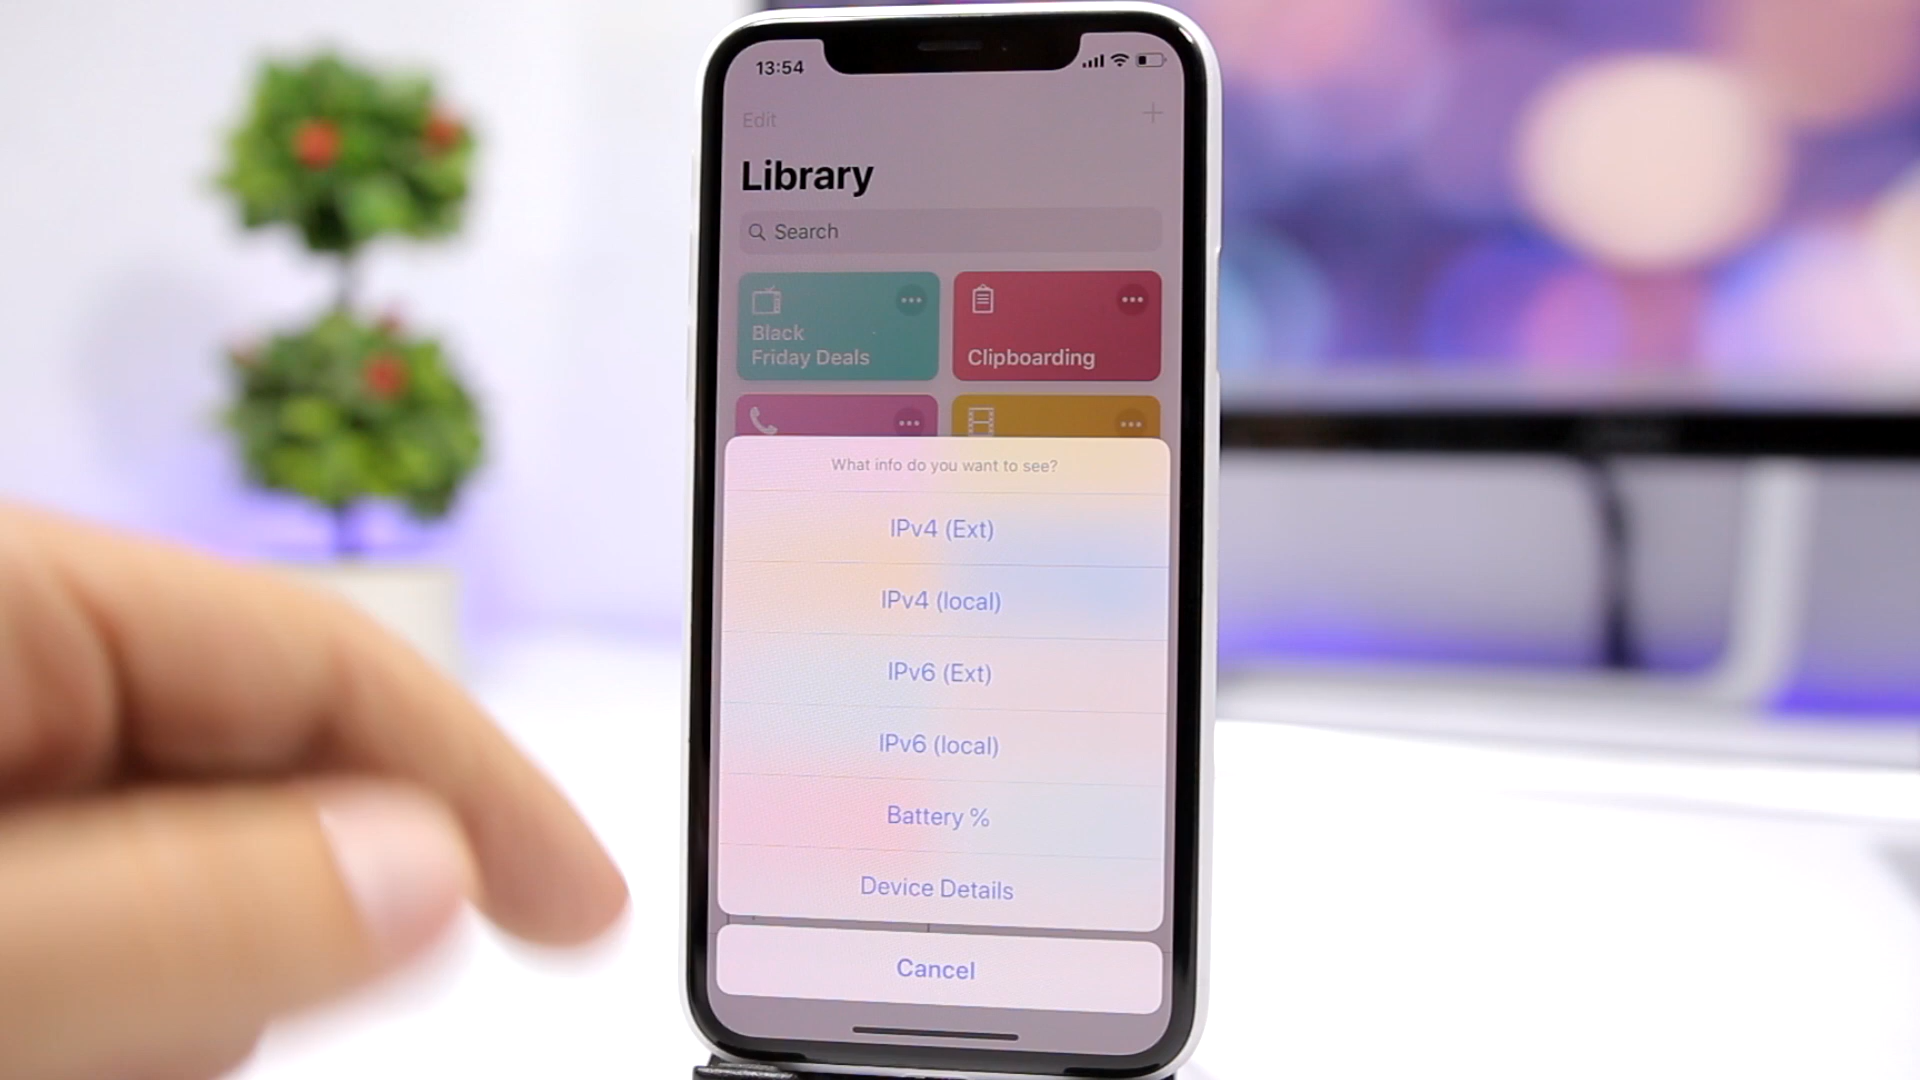 13:54
Edit
Library
Search
Black
Friday Deals
Clipboarding
What info do you want to see?
IPv4 (Ext)
IPv4 (local)
IPv6 (Ext)
IPv6 (local)
Battery %
Device Details
Cancel